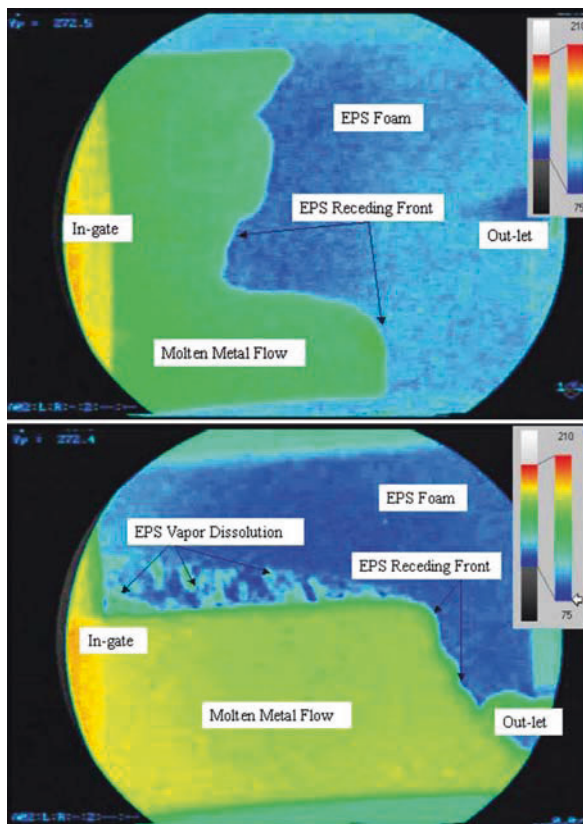 Vp = 272.5
210
EPS Foam
EPS Receding Front
In-gate
Out-let
75
Molten Metal Flow
Vp = 272.4
210
EPS Foam
EPS Vapor Dissolution
EPS Receding Front
75
In-gate
Molten Metal Flow
Out-let